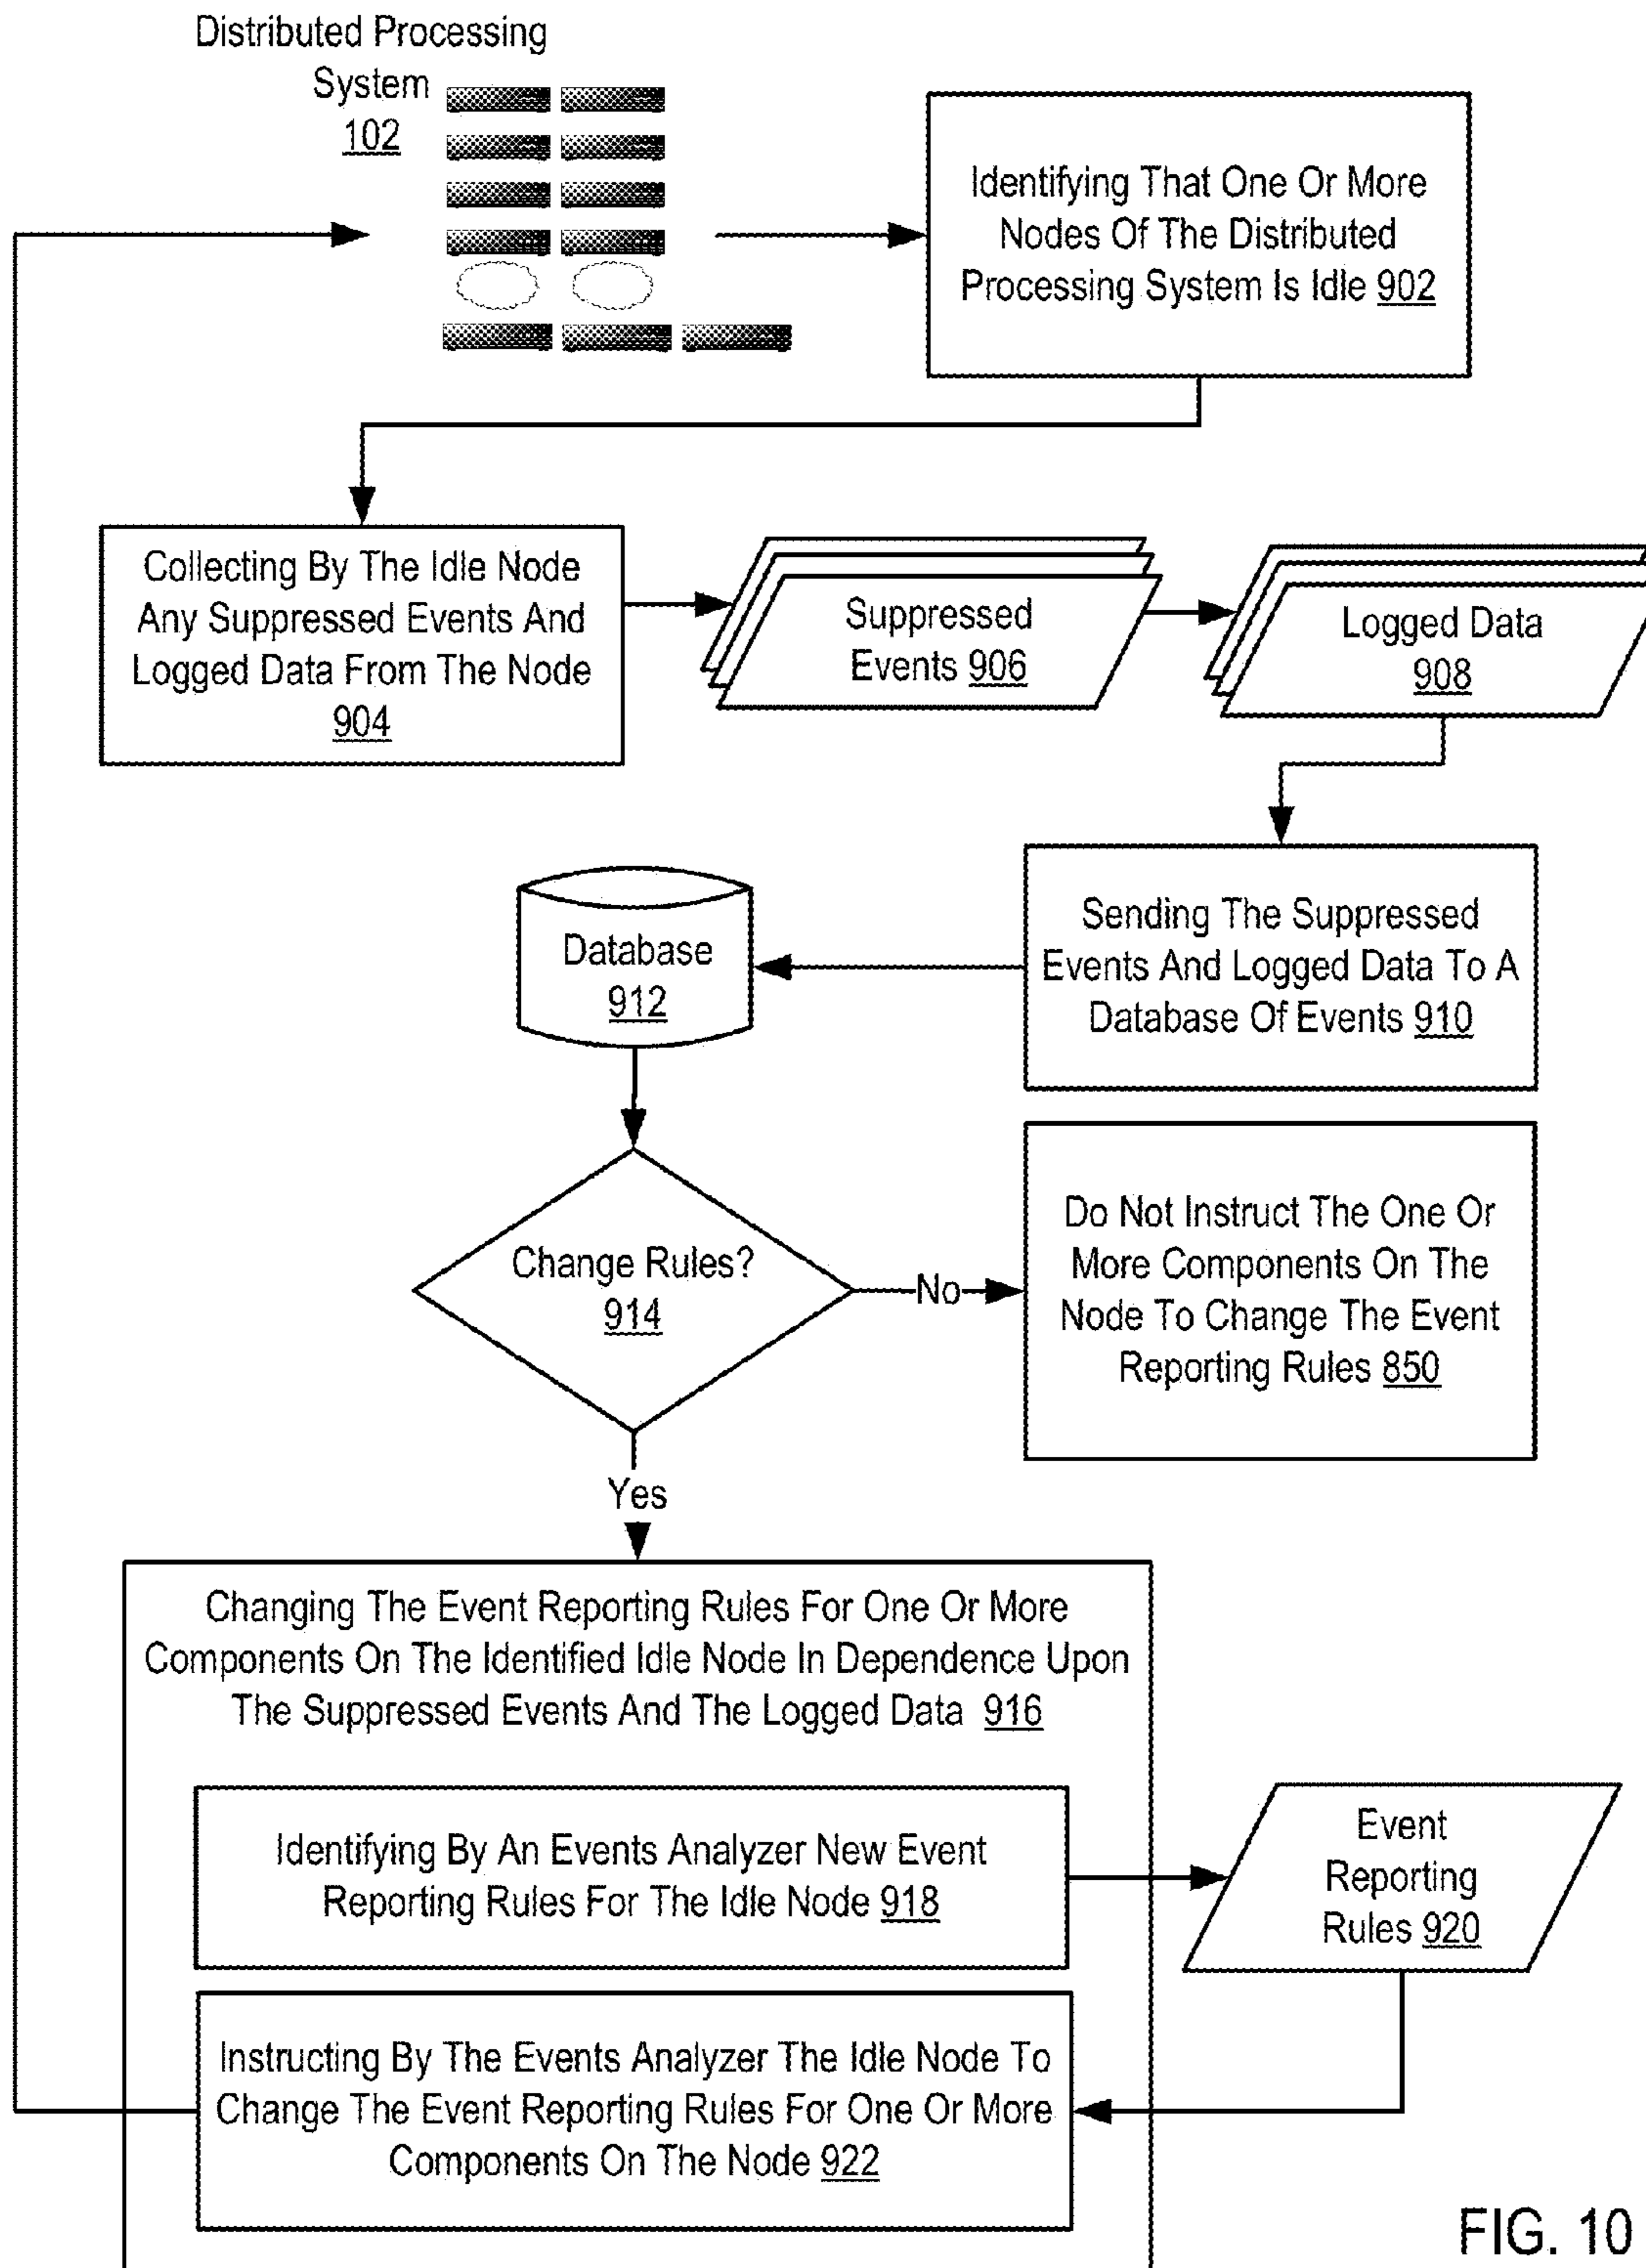 Distributed Processing
System
102
Identifying That One Or More
Nodes Of The Distributed
Processing System Is Idle 902
Collecting By The Idle Node
Any Suppressed Events And
Logged Data From The Node
904
Suppressed
Events 906
Logged Data
908
Sending The Suppressed
Events And Logged Data To A
Database Of Events 910
Database
912
Change Rules?
914
No
Do Not Instruct The One Or
More Components On The
Node To Change The Event
Reporting Rules 850
Yes
Changing The Event Reporting Rules For One Or More
Components On The Identified Idle Node In Dependence Upon
The Suppressed Events And The Logged Data 916
Identifying By An Events Analyzer New Event
Reporting Rules For The Idle Node 918
Event
Reporting
Rules 920
Instructing By The Events Analyzer The Idle Node To
Change The Event Reporting Rules For One Or More
Components On The Node 922
FIG. 10